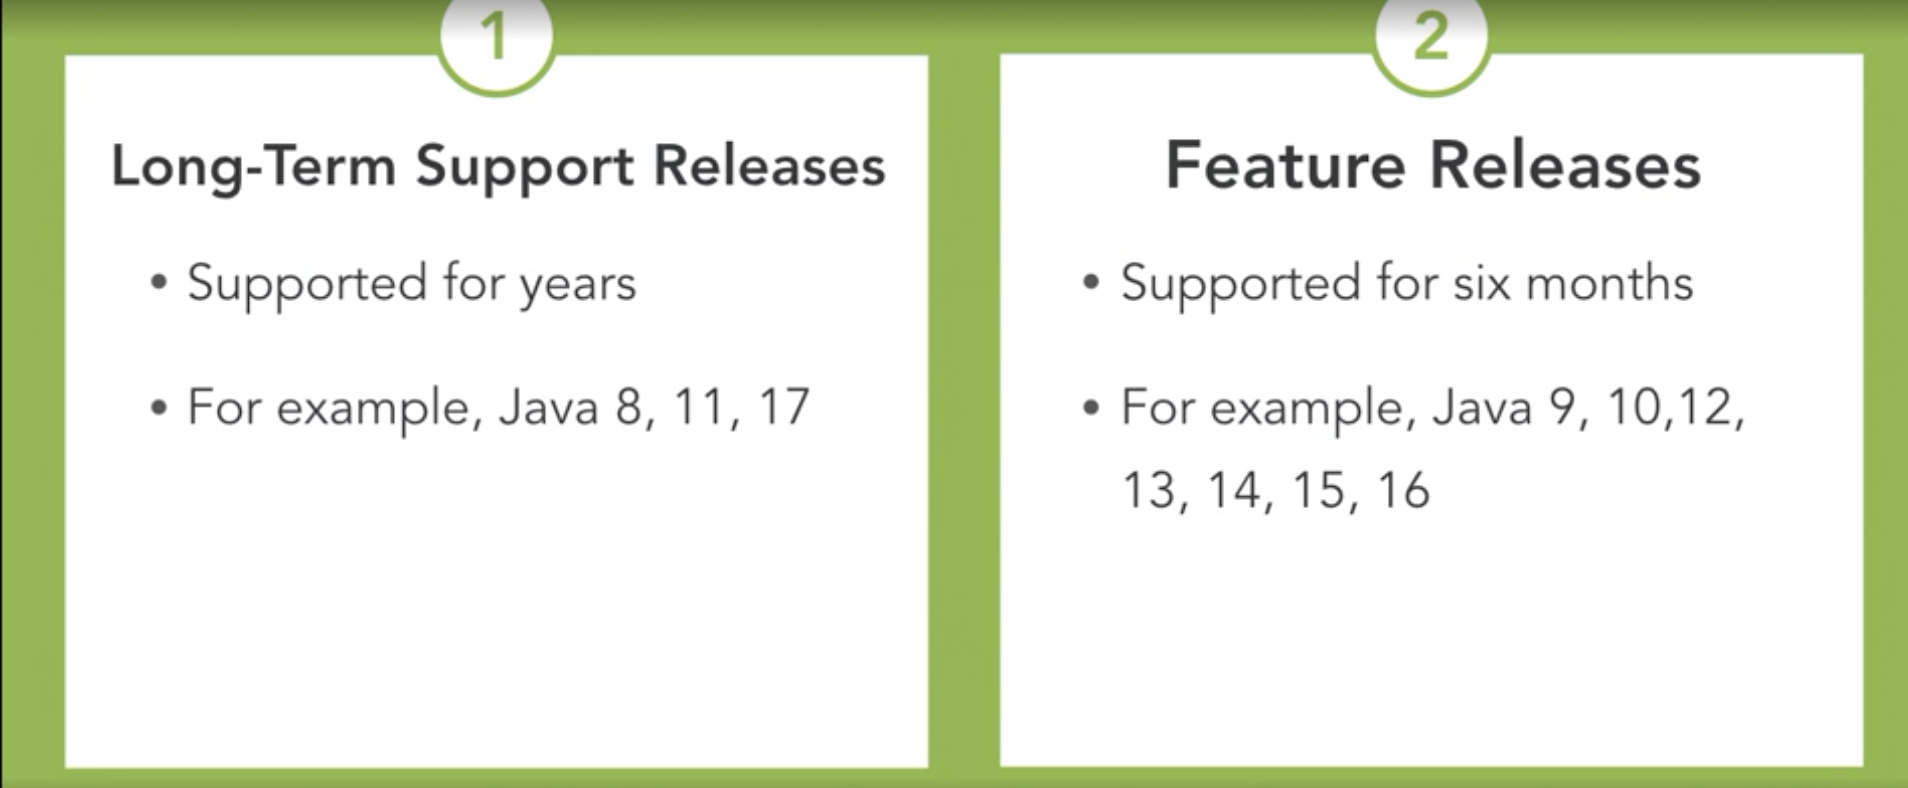 1
Long-Term Support Releases
• Supported for years
• For example, Java 8, 11, 17
2
Feature Releases
• Supported for six months
• For example, Java 9, 10,12,
13, 14, 15, 16